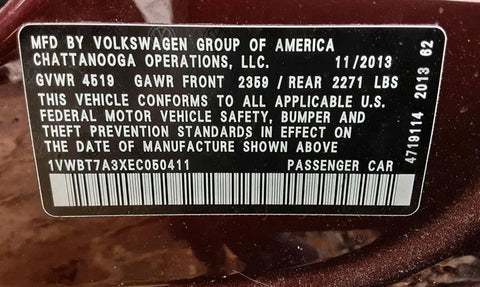 MFD BY VOLKSWAGEN GROUP OF AMERICA
CHATTANOOGA OPERATIONS, LLC. 11/2013
GVWR 4519 GAWR FRONT 2359 / REAR 2271 LBS
THIS VEHICLE CONFORMS TO ALL APPLICABLE U.S.
FEDERAL MOTOR VEHICLE SAFETY, BUMPER AND
THEFT PREVENTION STANDARDS IN EFFECT ON
THE DATE OF MANUFACTURE SHOWN ABOVE
1VWBT7A3XEC050411 PASSENGER CAR
4719114 2013 62